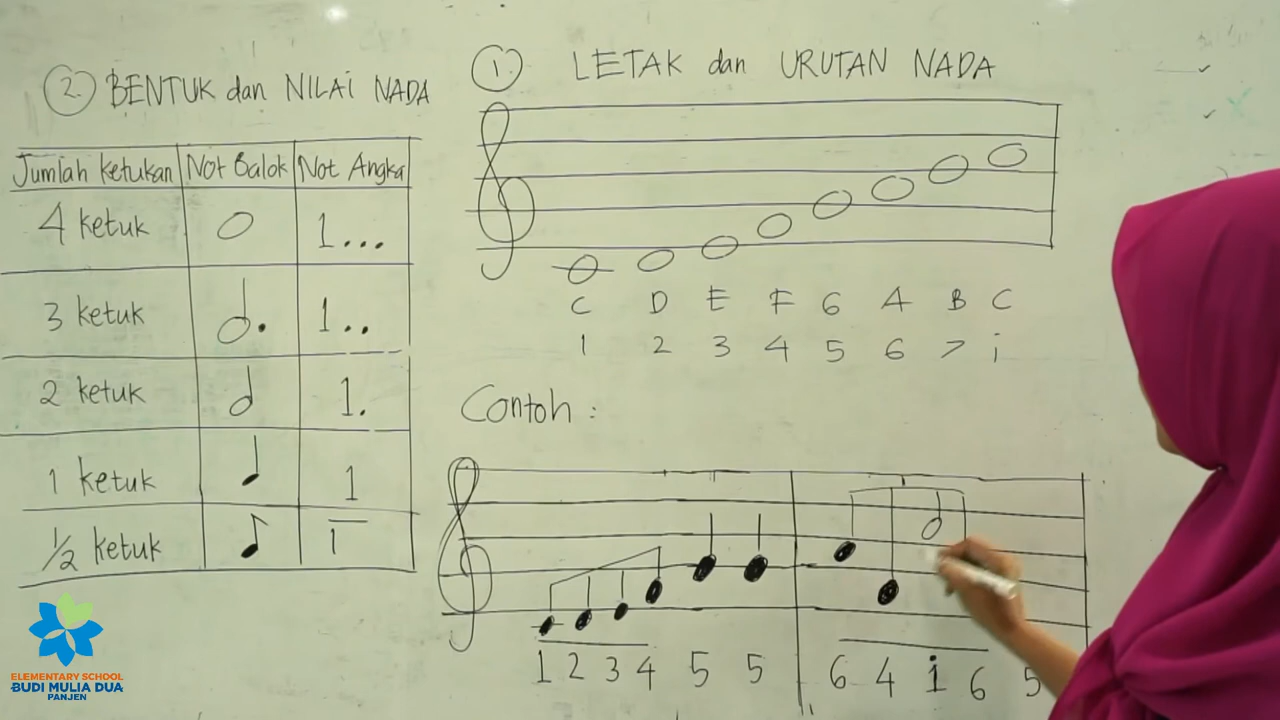 1. LETAK dan URUTAN NADA
C D E F G A B C
1 2 3 4 5 6 7 i
Contoh :
1 2 3 4 5 5 6 4 i 6 5
2. BENTUK dan NILAI NADA
Jumlah ketukan Not Balok Not Angka
4 ketuk 1...
3 ketuk 1..
2 ketuk 1.
1 ketuk 1
1/2 ketuk 1
ELEMENTARY SCHOOL
BUDI MULIA DUA
PANJEN